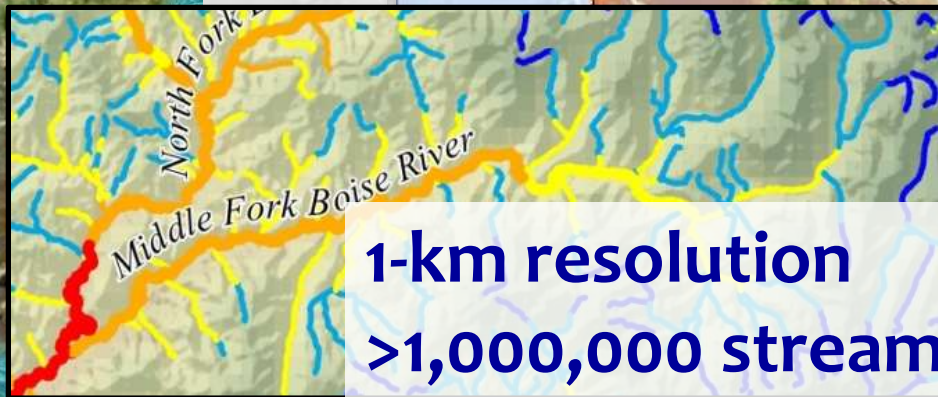 North Fork
Middle Fork Boise River
1-km resolution
>1,000,000 stream